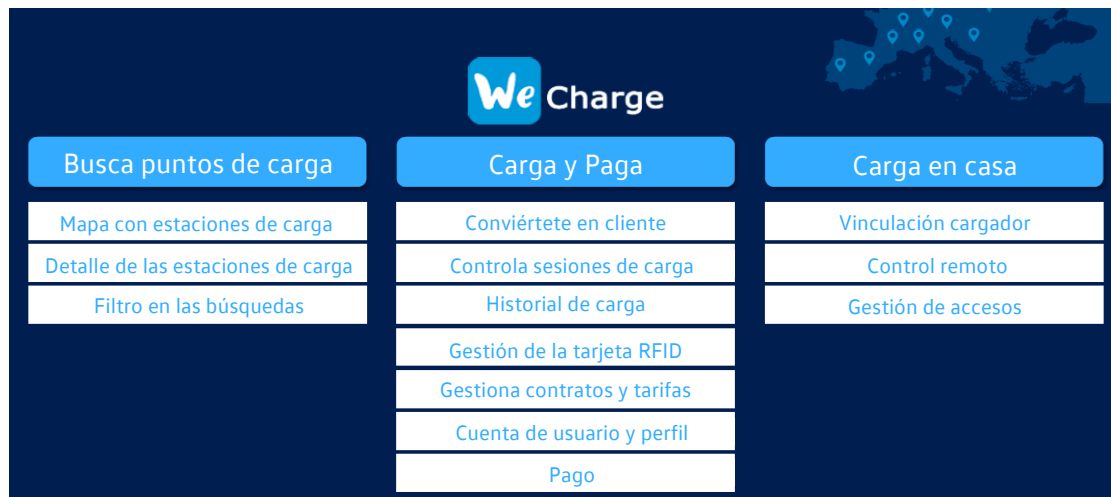 We Charge
Busca puntos de carga
Mapa con estaciones de carga
Detalle de las estaciones de carga
Filtro en las búsquedas
Carga y Paga
Conviértete en cliente
Controla sesiones de carga
Historial de carga
Gestión de la tarjeta RFID
Gestiona contratos y tarifas
Cuenta de usuario y perfil
Pago
Carga en casa
Vinculación cargador
Control remoto
Gestión de accesos